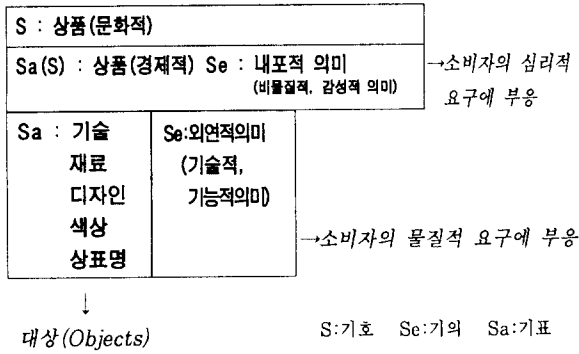 S : 상품(문화적)
Sa(S) : 상품(경제적) Se : 내포적 의미
(비물질적, 감성적 의미)
→소비자의 심리적
요구에 부응
Sa : 기술
재료
디자인
색상
상표명
Se:외연적의미
(기술적,
기능적의미)
→소비자의 물질적 요구에 부응
↓
대상(Objects)
S:기호 Se:기의 Sa:기표